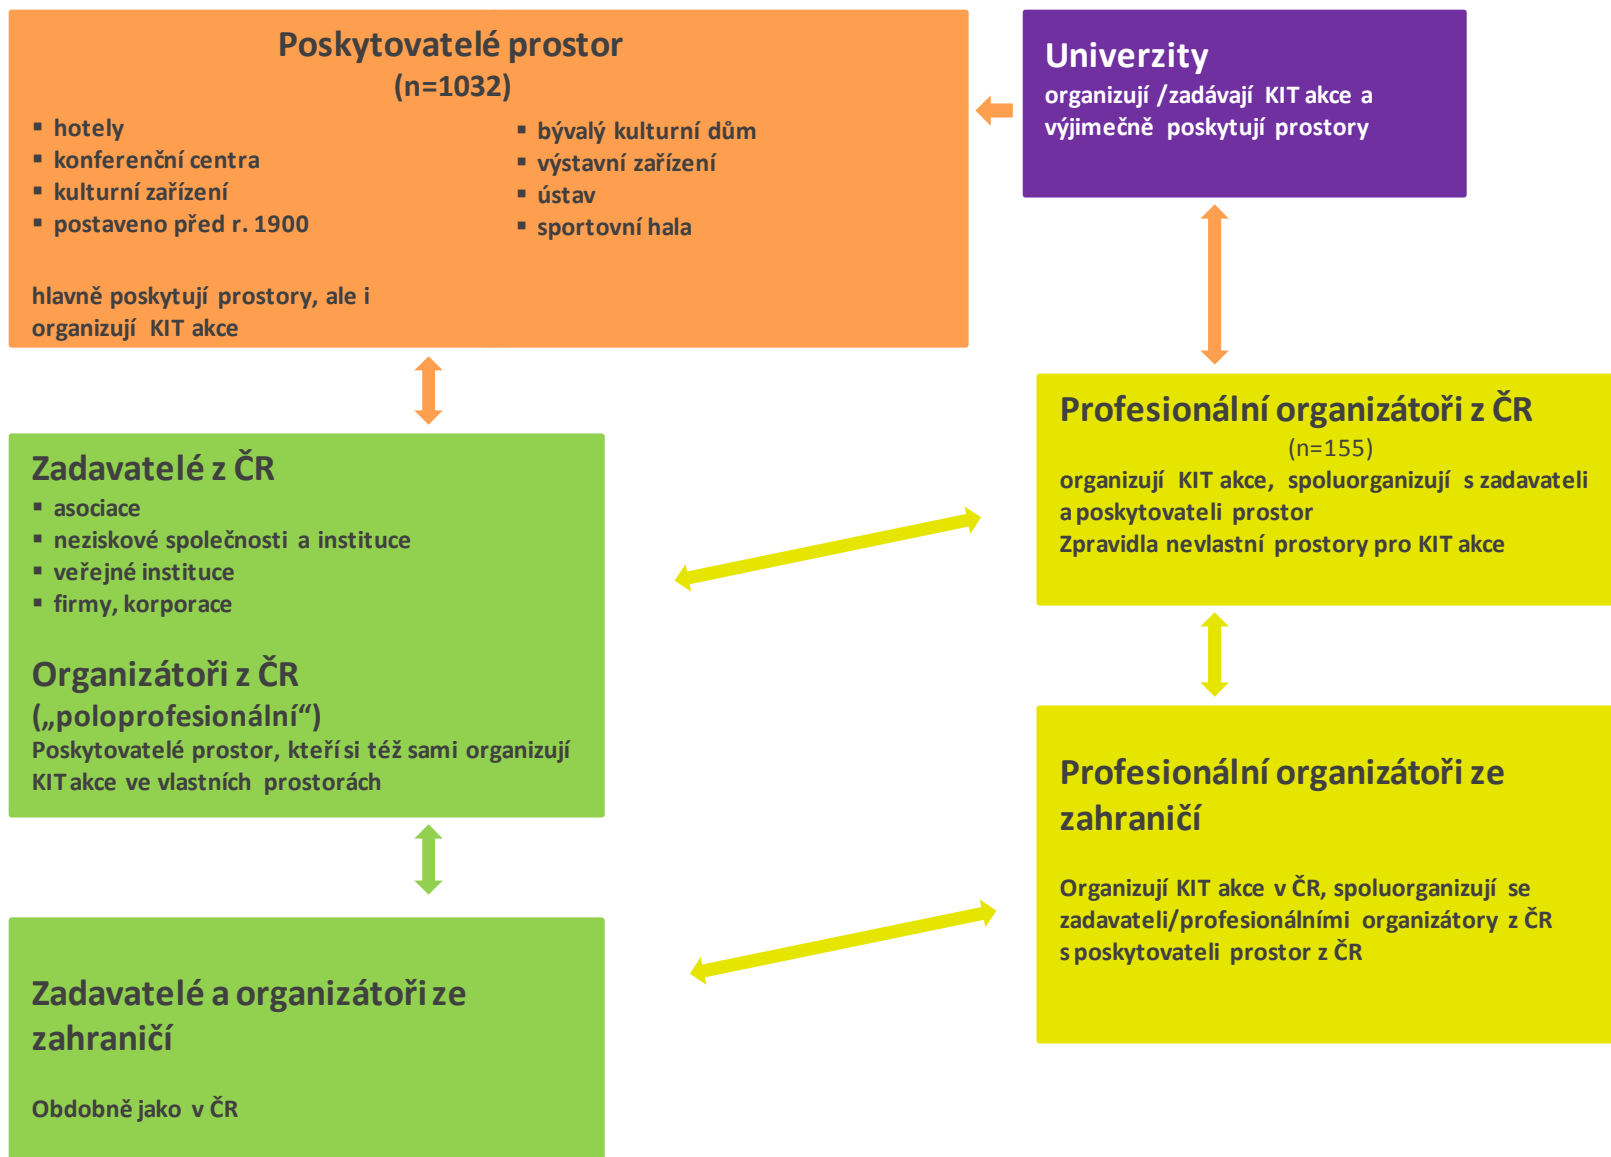 Poskytovatelé prostor
(n=1032)
▪ hotely
▪ konferenční centra
▪ kulturní zařízení
▪ postaveno před r. 1900
▪ bývalý kulturní dům
▪ výstavní zařízení
▪ ústav
▪ sportovní hala
hlavně poskytují prostory, ale i
organizují KIT akce
Univerzity
organizují /zadávají KIT akce a
výjimečně poskytují prostory
Zadavatelé z ČR
▪ asociace
▪ neziskové společnosti a instituce
▪ veřejné instituce
▪ firmy, korporace
Organizátoři z ČR
(„poloprofesionální“)
Poskytovatelé prostor, kteří si též sami organizují
KIT akce ve vlastních prostorách
Profesionální organizátoři z ČR
(n=155)
organizují KIT akce, spoluorganizují s zadavateli
a poskytovateli prostor
Zpravidla nevlastní prostory pro KIT akce
Profesionální organizátoři ze
zahraničí
Organizují KIT akce v ČR, spoluorganizují se
zadavateli/profesionálními organizátory z ČR
s poskytovateli prostor z ČR
Zadavatelé a organizátoři ze
zahraničí
Obdobně jako v ČR